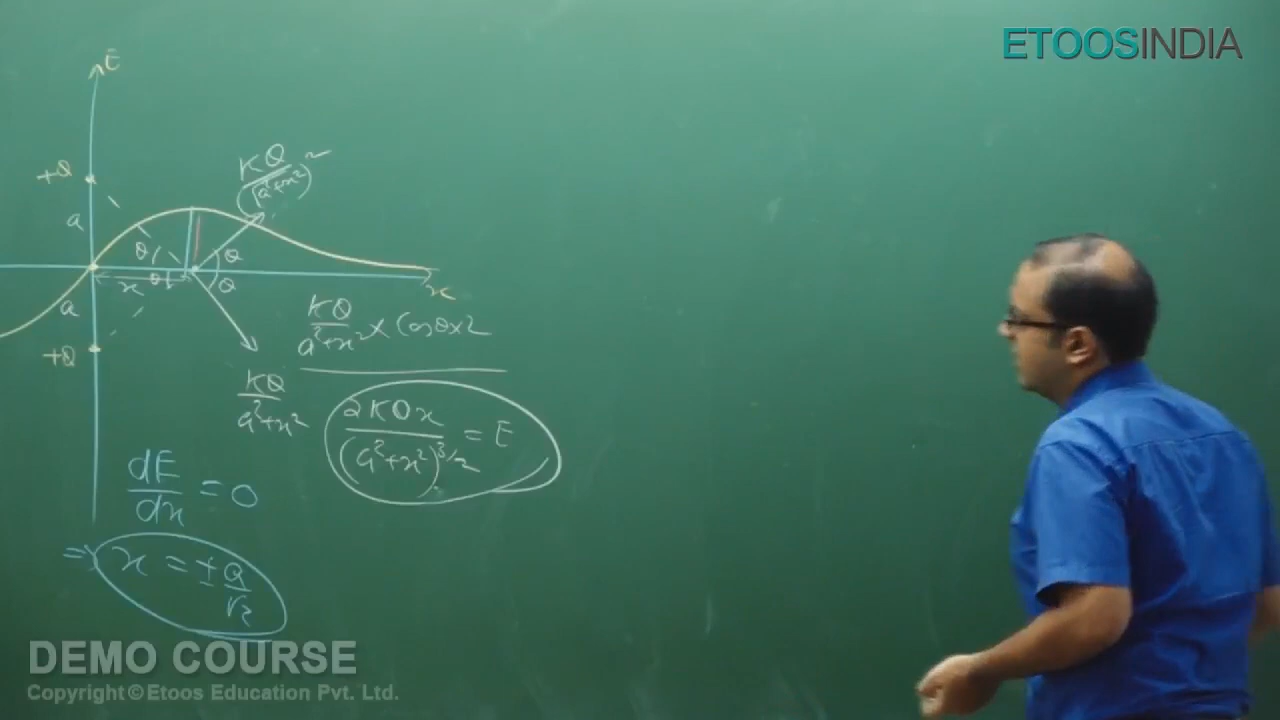 ETOOSINDIA
E
+Q
a
KQ/(√a²+x²)²
θ
θ
θ
θ
x
x
a
+Q
KQ/a²+x² × Cosθ×2
KQ/a²+x²
2KQx/(a²+x²)^3/2 = E
dE/dx = 0
⇒ x = ± a/√2
DEMO COURSE
Copyright©Etoos Education Pvt. Ltd.